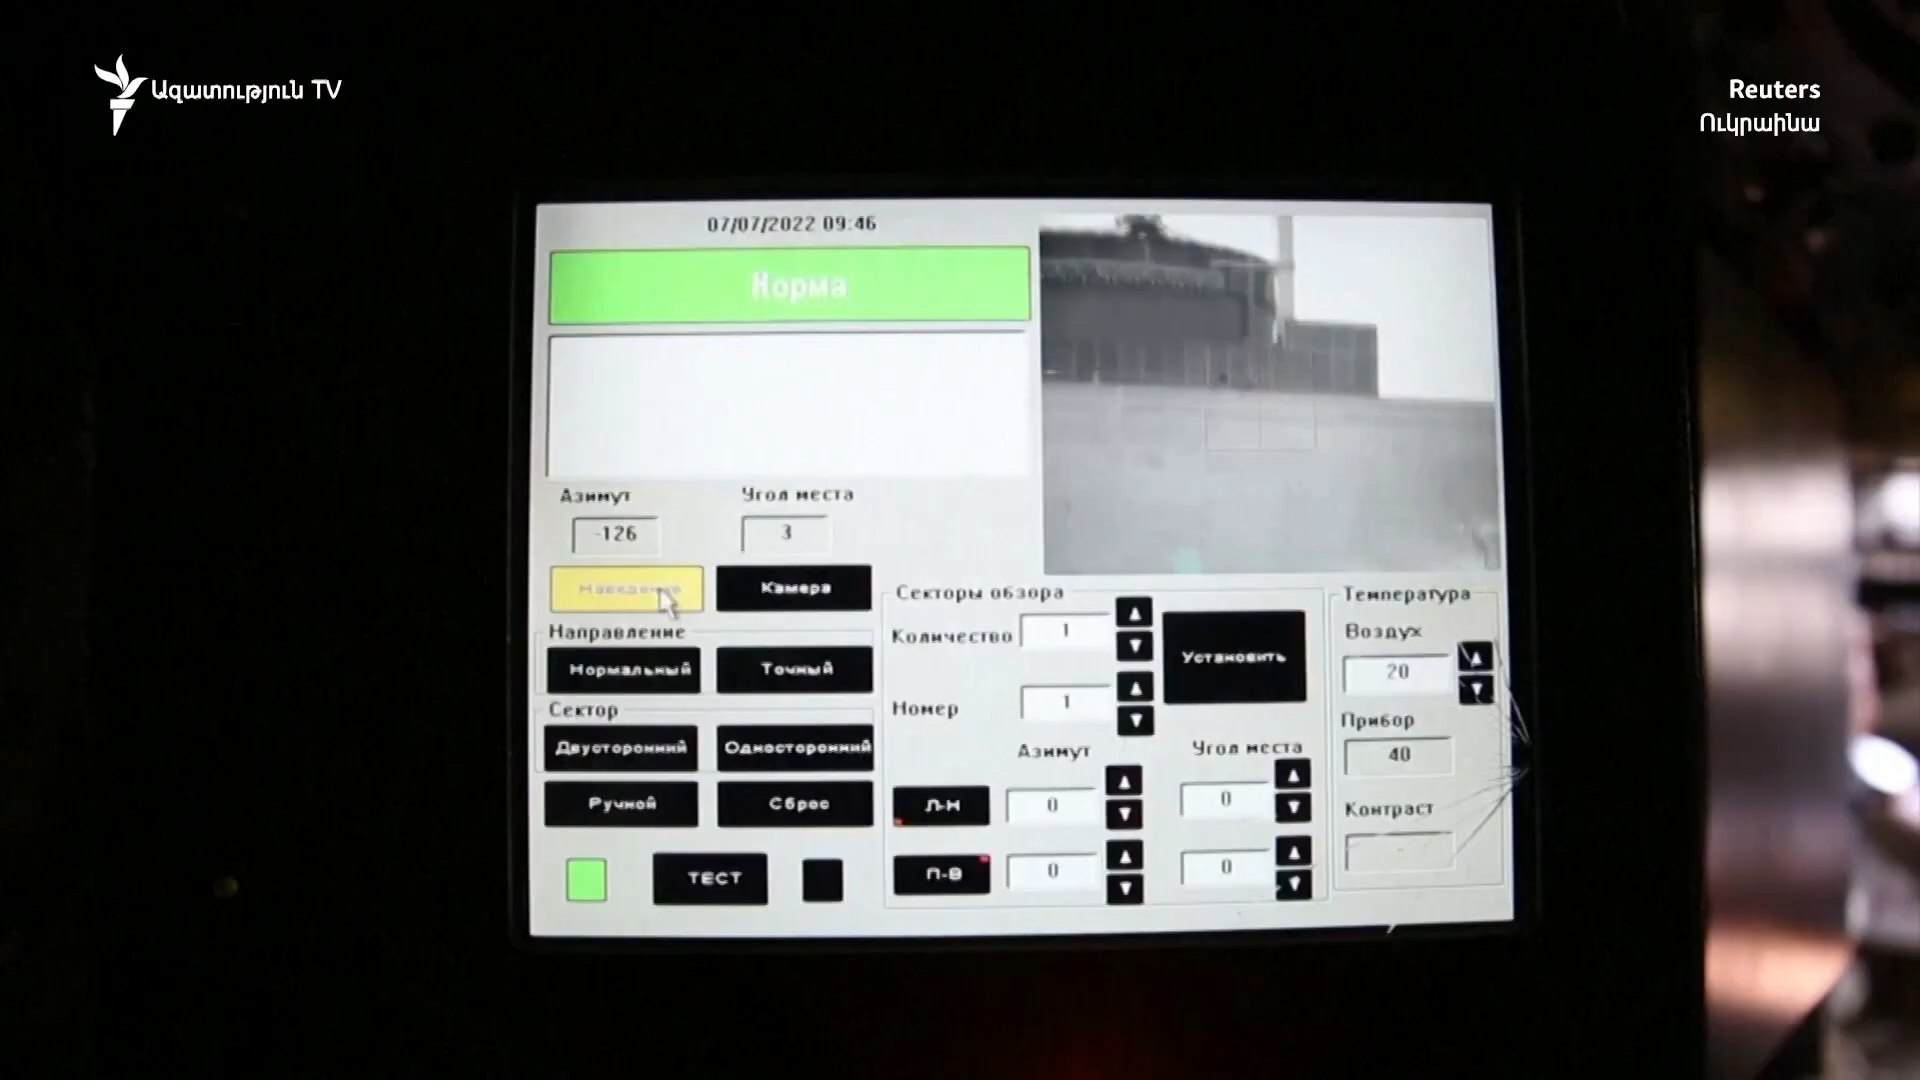 Ազատություն TV
Reuters
Ուկրաինա
07/07/2022 09:46
Норма
Азимут
Угол места
-126
3
Наведение
Камера
Направление
Нормальный
Точный
Сектор
Двусторонний
Односторонний
Ручной
Сброс
ТЕСТ
Секторы обзора
Количество
1
Номер
1
Установить
Азимут
Угол места
Л-Н
0
0
П-В
0
0
Температура
Воздух
20
Прибор
40
Контраст